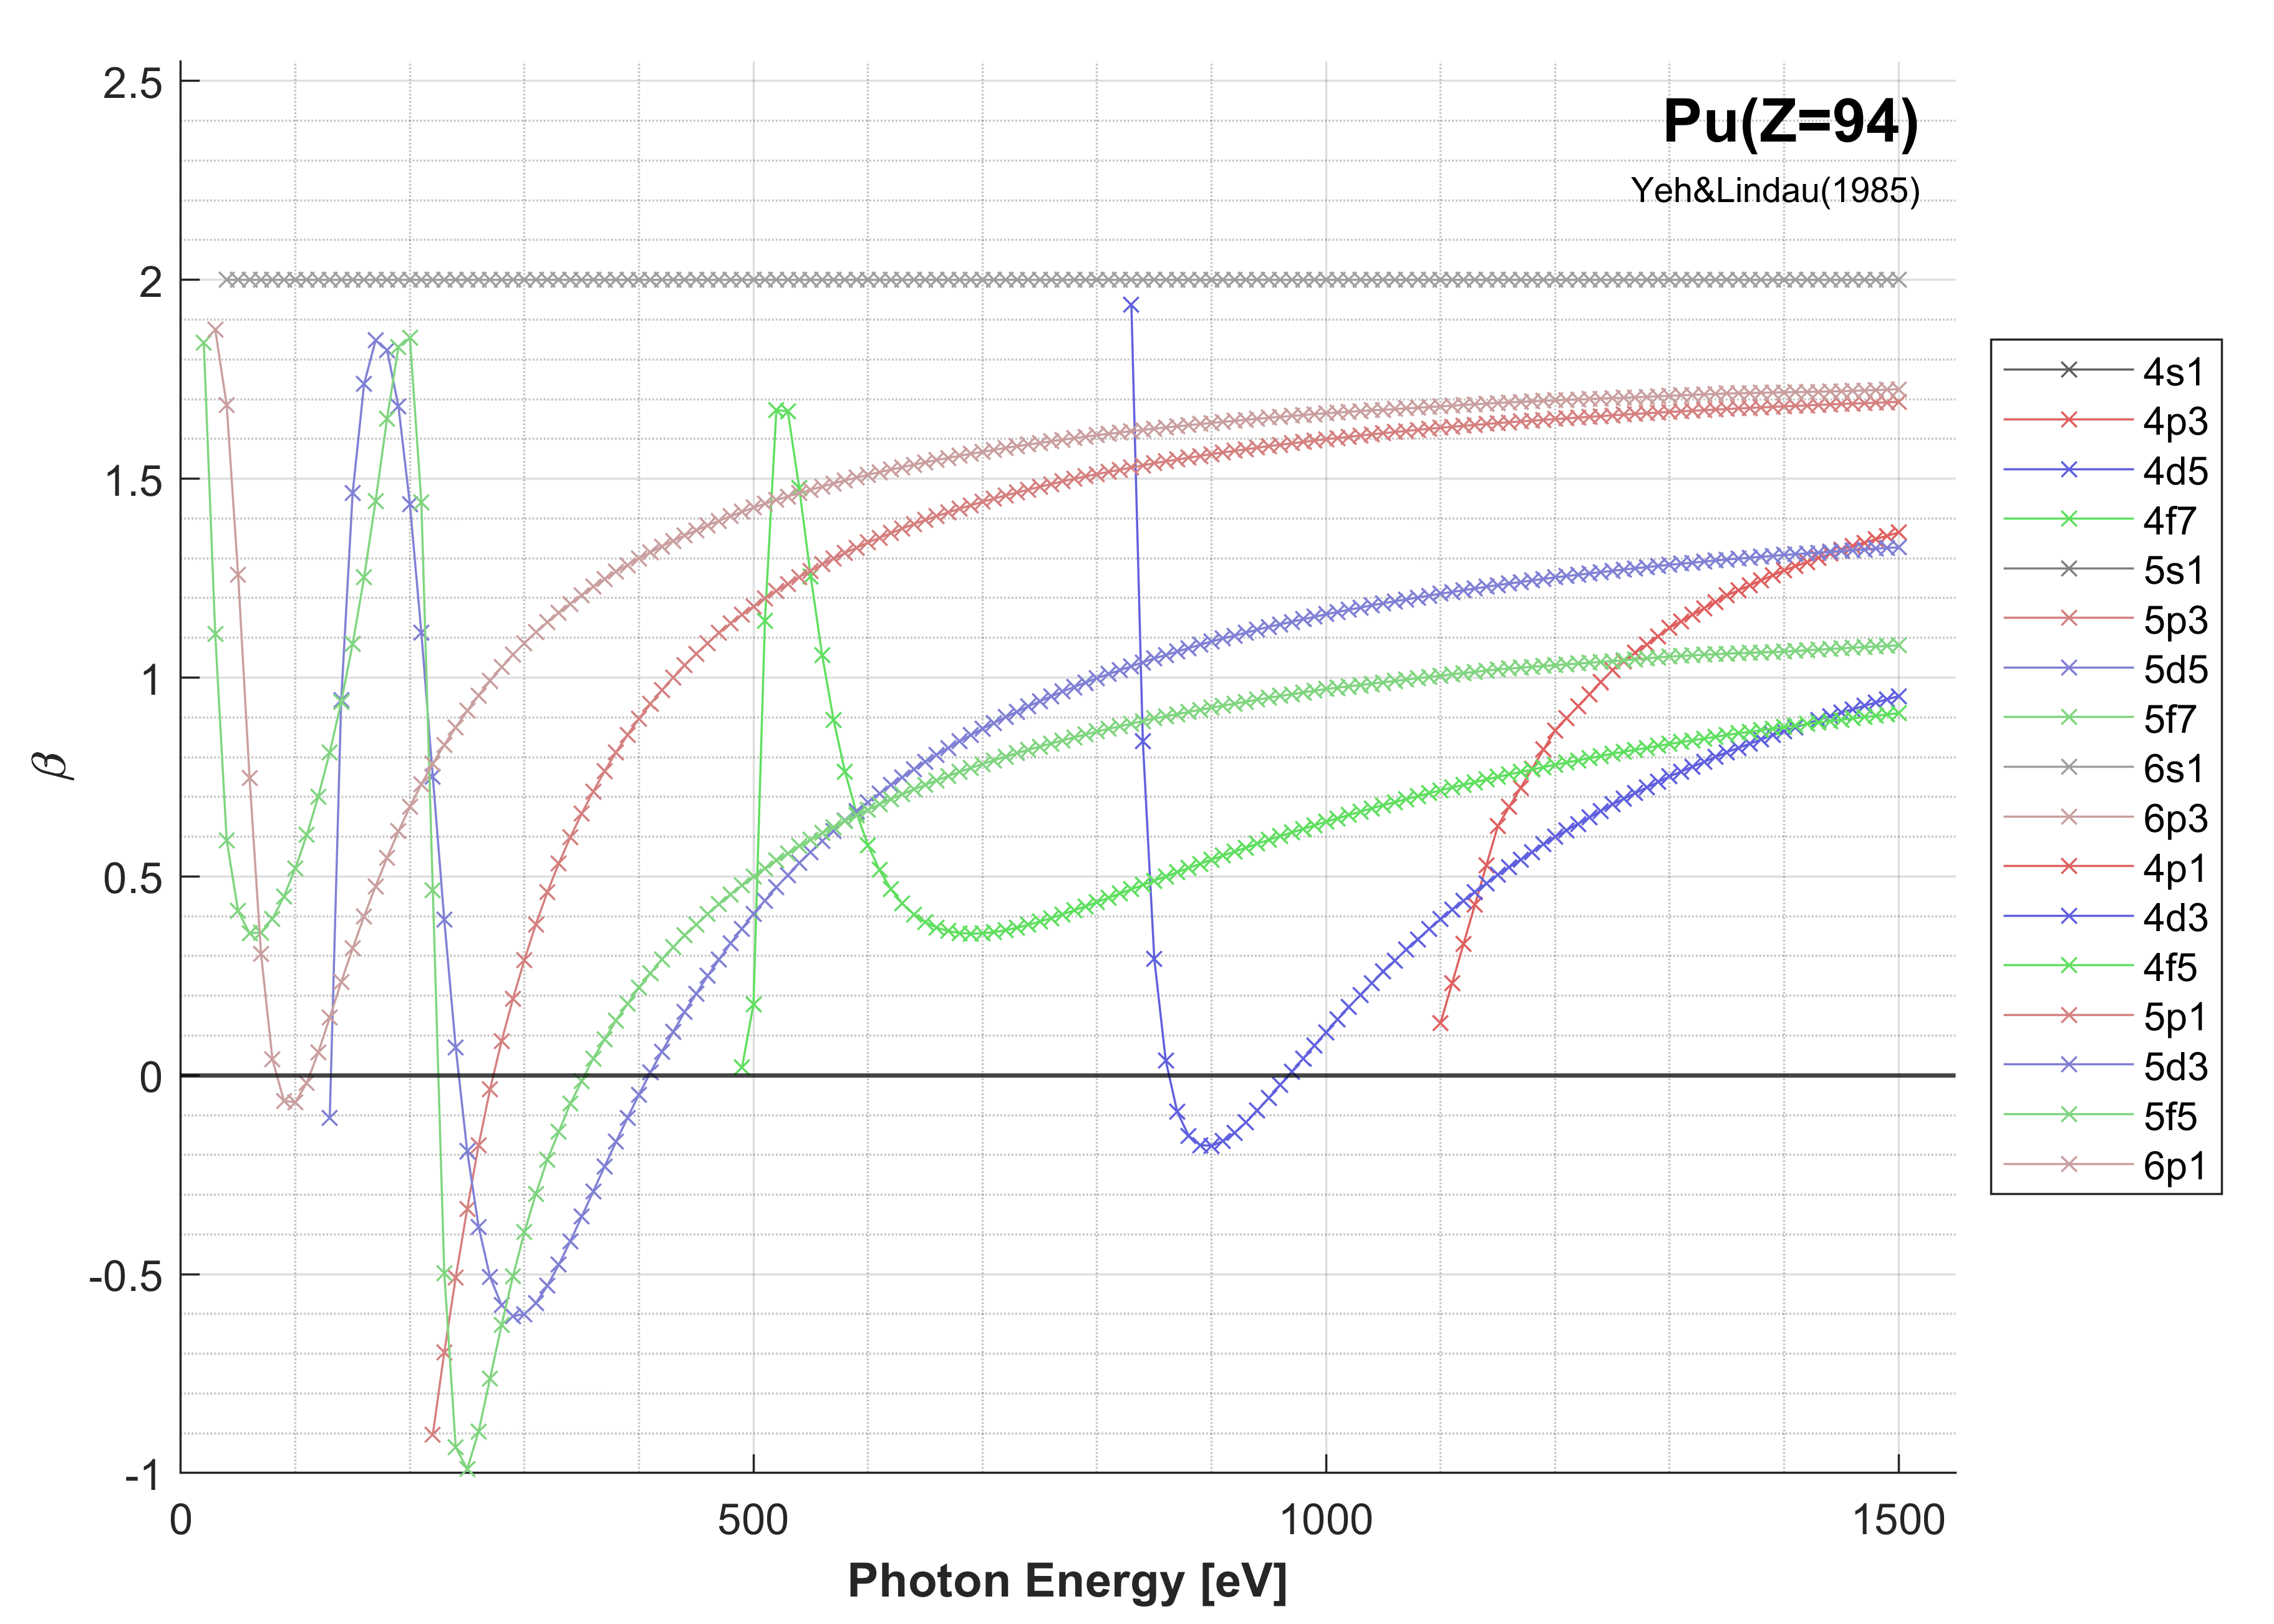 Pu(Z=94)
Yeh&Lindau(1985)
2.5
2
1.5
1
0.5
0
-0.5
-1
β
0
500
1000
1500
Photon Energy [eV]
4s1
4p3
4d5
4f7
5s1
5p3
5d5
5f7
6s1
6p3
4p1
4d3
4f5
5p1
5d3
5f5
6p1